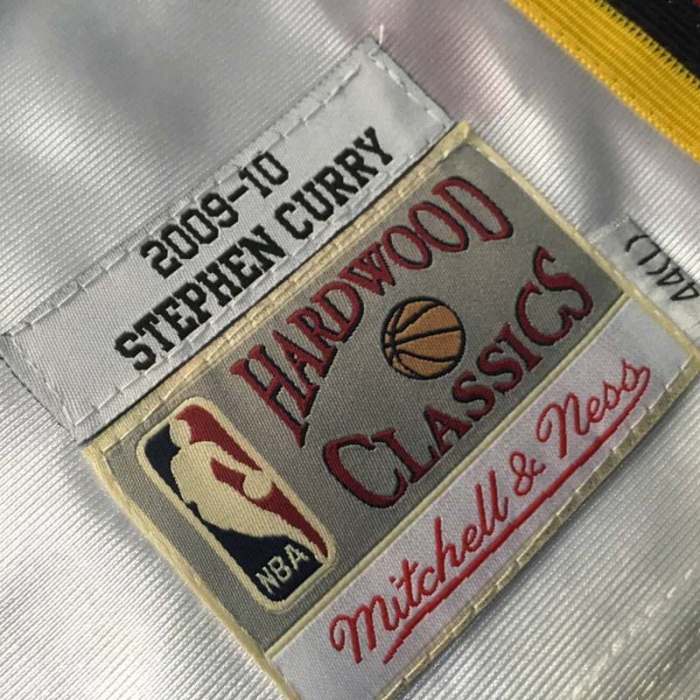 2009-10
STEPHEN CURRY
HARDWOOD
CLASSICS
NBA
Mitchell & Ness
44(L)